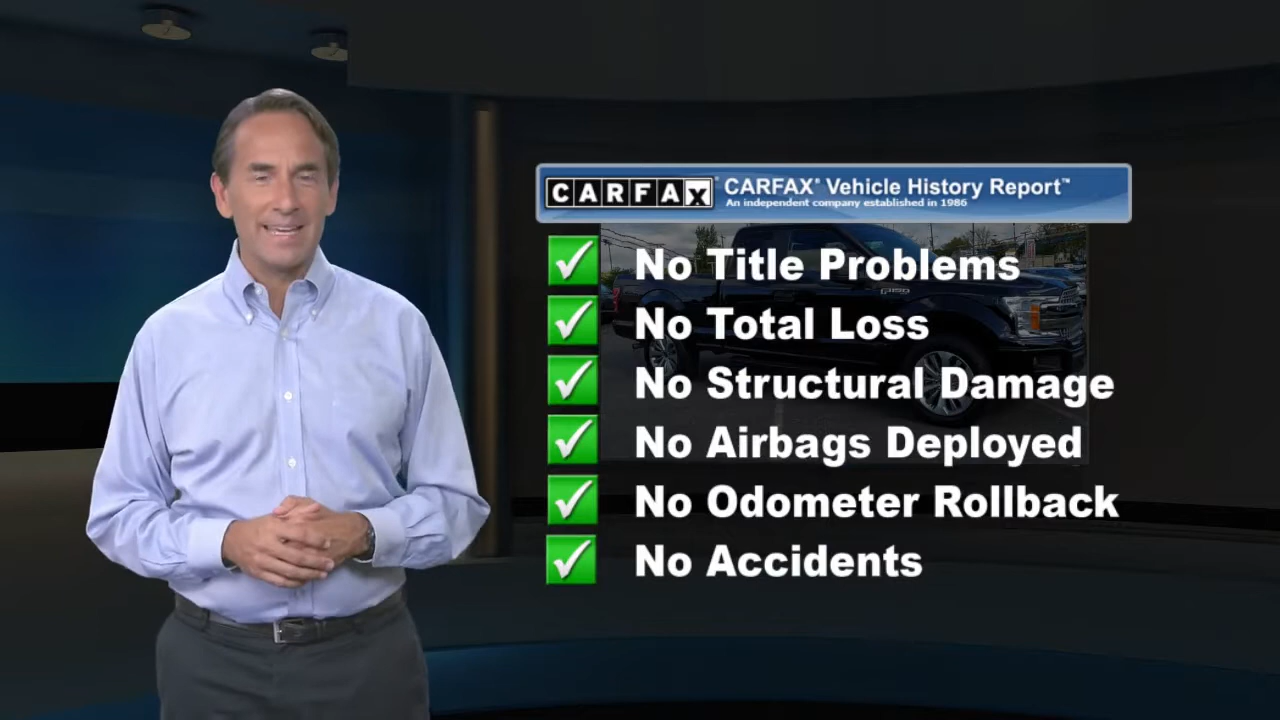 CARFAX
CARFAX® Vehicle History Report™
An independent company established in 1986
No Title Problems
No Total Loss
No Structural Damage
No Airbags Deployed
No Odometer Rollback
No Accidents
F-150